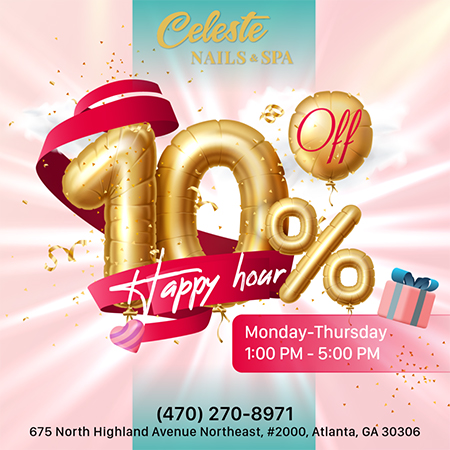 Celeste
NAILS & SPA
10%
Off
Happy hour
Monday-Thursday
1:00 PM - 5:00 PM
(470) 270-8971
675 North Highland Avenue Northeast, #2000, Atlanta, GA 30306